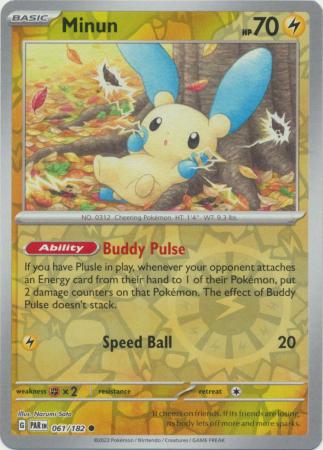 BASIC
Minun
HP 70
NO. 0312 Cheering Pokémon. HT. 1'4" WT. 9.3 lbs.
Ability Buddy Pulse
If you have Plusle in play, whenever your opponent attaches
an Energy card from their hand to 1 of their Pokémon, put
2 damage counters on that Pokémon. The effect of Buddy
Pulse doesn't stack.
Speed Ball 20
weakness ×2 resistance retreat
Illus. Narumi Sato
G PAR EN 061/182
It cheers on friends. If its friends are losing,
its body lets off more and more sparks.
©2023 Pokémon / Nintendo / Creatures / GAME FREAK